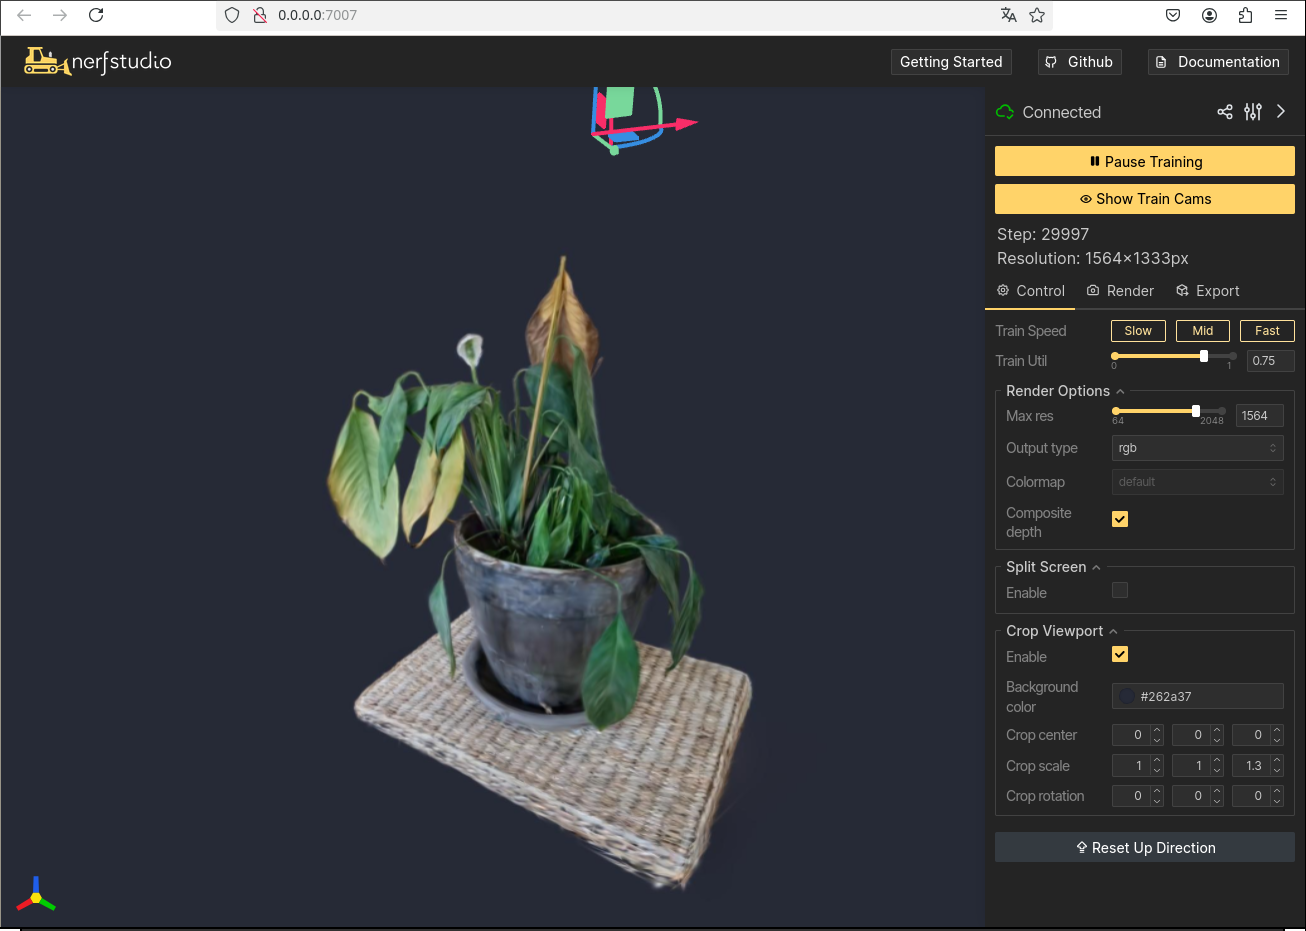 0.0.0.0:7007
nerfstudio
Getting Started
Github
Documentation
Connected
Pause Training
Show Train Cams
Step: 29997
Resolution: 1564×1333px
Control
Render
Export
Train Speed
Slow
Mid
Fast
Train Util
0
1
0.75
Render Options
Max res
64
2048
1564
Output type
rgb
Colormap
default
Composite
depth
Split Screen
Enable
Crop Viewport
Enable
Background
color
#262a37
Crop center
0
0
0
Crop scale
1
1
1.3
Crop rotation
0
0
0
Reset Up Direction